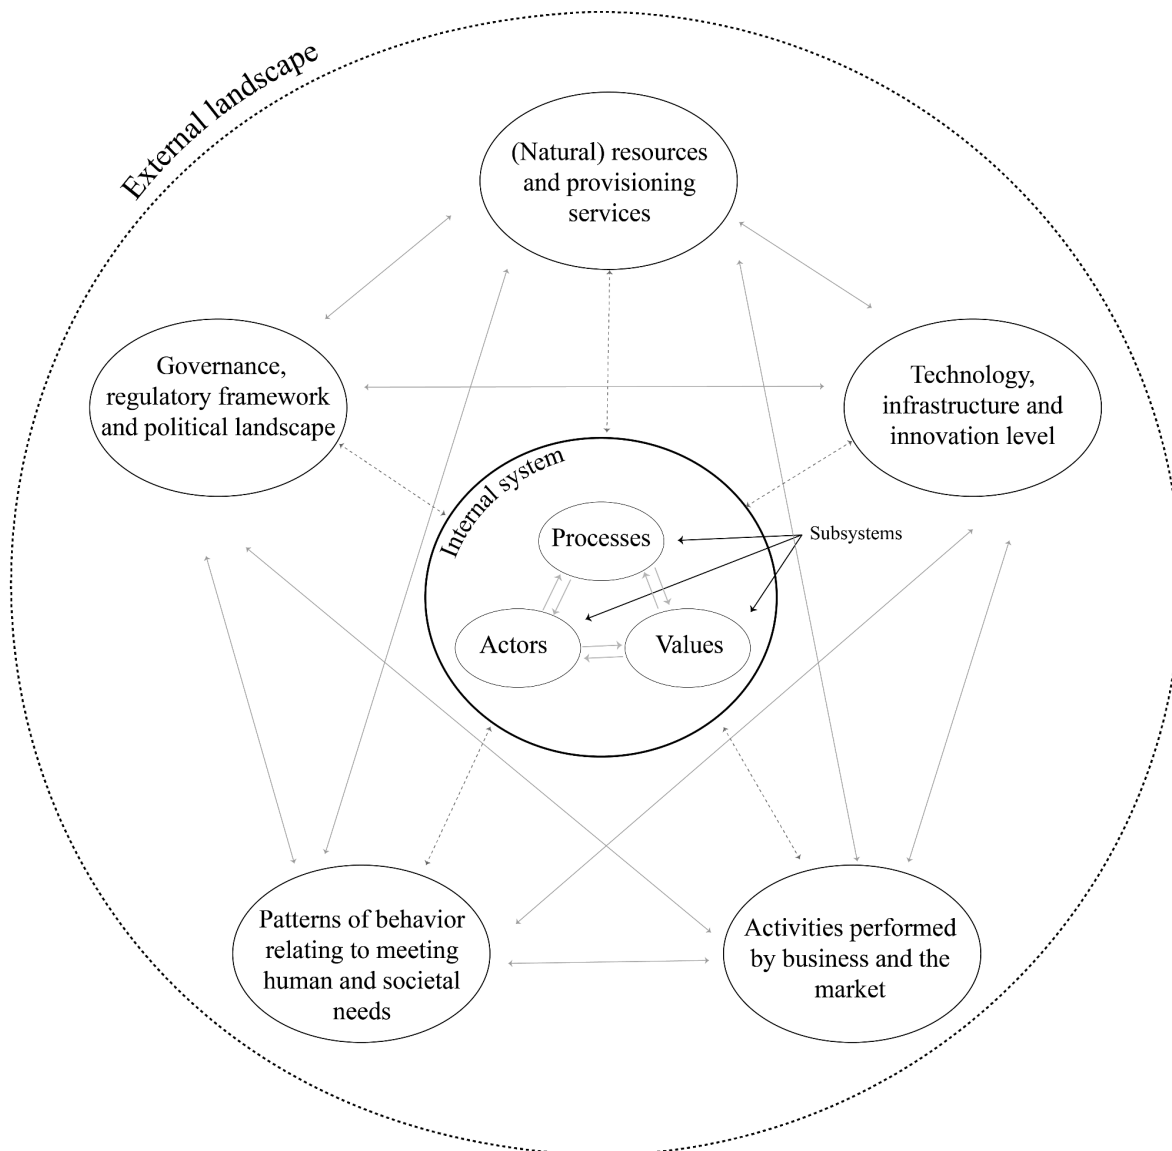 External landscape
(Natural) resources
and provisioning
services
Governance,
regulatory framework
and political landscape
Technology,
infrastructure and
innovation level
Internal system
Processes
Subsystems
Actors
Values
Patterns of behavior
relating to meeting
human and societal
needs
Activities performed
by business and the
market